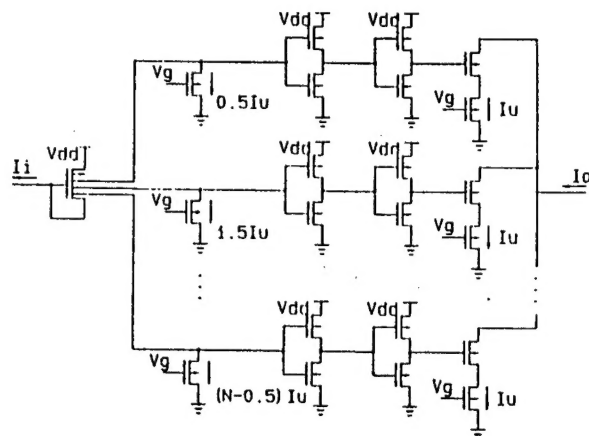 Vdd Vdd
Vg 0.5Iu Vg Iu
Ii Vdd
Vdd Vdd
Io
Vg 1.5Iu Vg Iu
Vdd Vdd
Vg (N-0.5) Iu Vg Iu